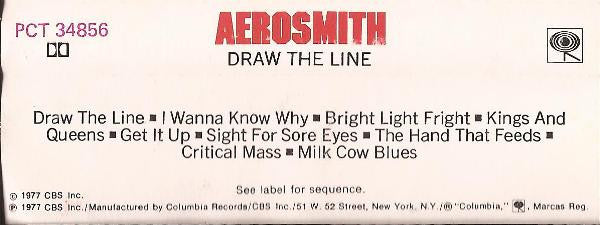 PCT 34856
AEROSMITH
DRAW THE LINE
Draw The Line ▪ I Wanna Know Why ▪ Bright Light Fright ▪ Kings And
Queens ▪ Get It Up ▪ Sight For Sore Eyes ▪ The Hand That Feeds ▪
Critical Mass ▪ Milk Cow Blues
See label for sequence.
© 1977 CBS Inc.
℗ 1977 CBS Inc./Manufactured by Columbia Records/CBS Inc./51 W. 52 Street, New York, N.Y./® "Columbia," , Marcas Reg.